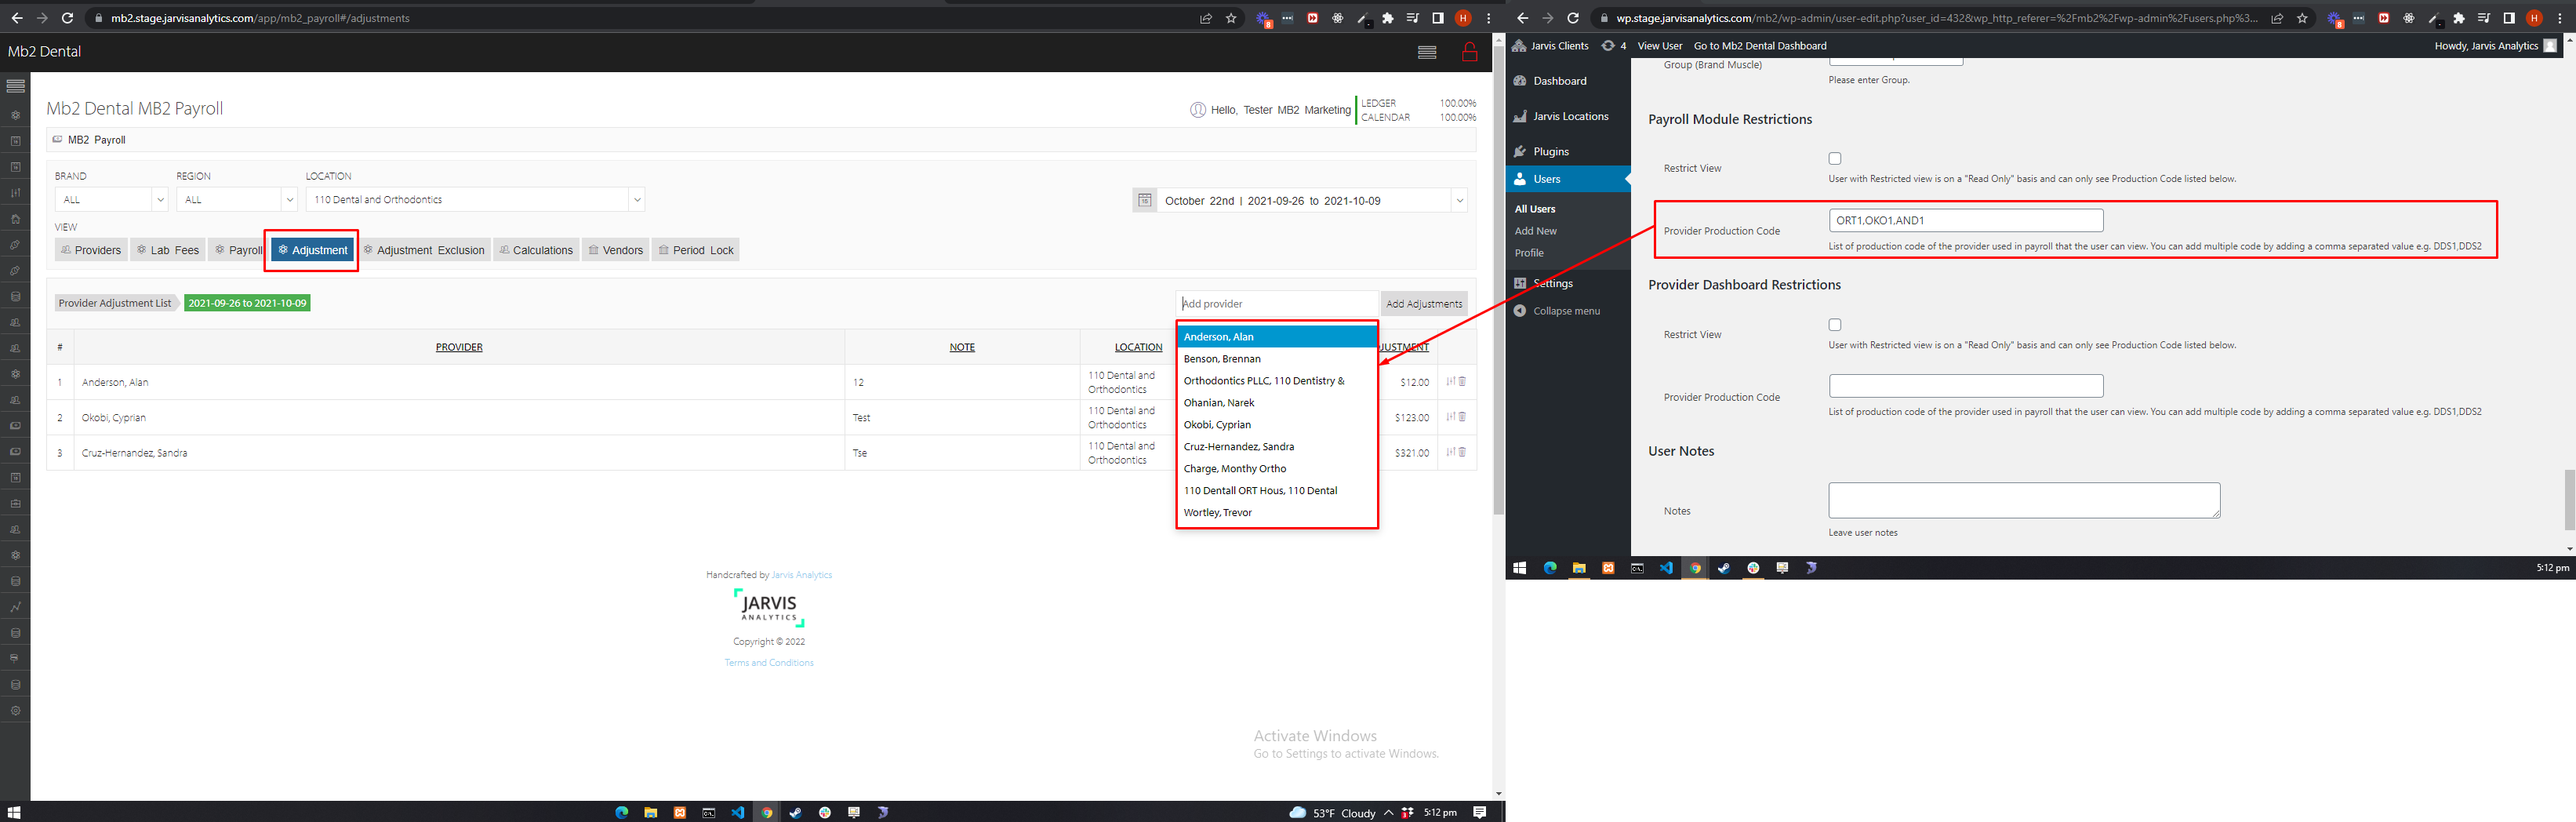 mb2.stage.jarvisanalytics.com/app/mb2_payroll#/adjustments
8
H
Mb2 Dental
Mb2 Dental MB2 Payroll
Hello, Tester MB2 Marketing
LEDGER 100.00%
CALENDAR 100.00%
MB2 Payroll
BRAND REGION LOCATION
ALL ALL 110 Dental and Orthodontics
October 22nd | 2021-09-26 to 2021-10-09
VIEW
Providers Lab Fees Payroll Adjustment Adjustment Exclusion Calculations Vendors Period Lock
Provider Adjustment List 2021-09-26 to 2021-10-09
Add provider Add Adjustments
# PROVIDER NOTE LOCATION JUSTMENT
1 Anderson, Alan 12 110 Dental and Orthodontics $12.00
2 Okobi, Cyprian Test 110 Dental and Orthodontics $123.00
3 Cruz-Hernandez, Sandra Tse 110 Dental and Orthodontics $321.00
Anderson, Alan
Benson, Brennan
Orthodontics PLLC, 110 Dentistry &
Ohanian, Narek
Okobi, Cyprian
Cruz-Hernandez, Sandra
Charge, Monthy Ortho
110 Dentall ORT Hous, 110 Dental
Wortley, Trevor
Handcrafted by Jarvis Analytics
JARVIS
ANALYTICS
Copyright © 2022
Terms and Conditions
Activate Windows
Go to Settings to activate Windows.
53°F Cloudy 5:12 pm
wp.stage.jarvisanalytics.com/mb2/wp-admin/user-edit.php?user_id=432&wp_http_referer=%2Fmb2%2Fwp-admin%2Fusers.php%3...
8
H
Jarvis Clients 4 View User Go to Mb2 Dental Dashboard
Howdy, Jarvis Analytics
Dashboard
Jarvis Locations
Plugins
Users
All Users
Add New
Profile
Settings
Collapse menu
Group (Brand Muscle)
Please enter Group.
Payroll Module Restrictions
Restrict View
User with Restricted view is on a "Read Only" basis and can only see Production Code listed below.
Provider Production Code
ORT1,OKO1,AND1
List of production code of the provider used in payroll that the user can view. You can add multiple code by adding a comma separated value e.g. DDS1,DDS2
Provider Dashboard Restrictions
Restrict View
User with Restricted view is on a "Read Only" basis and can only see Production Code listed below.
Provider Production Code
List of production code of the provider used in payroll that the user can view. You can add multiple code by adding a comma separated value e.g. DDS1,DDS2
User Notes
Notes
Leave user notes
5:12 pm